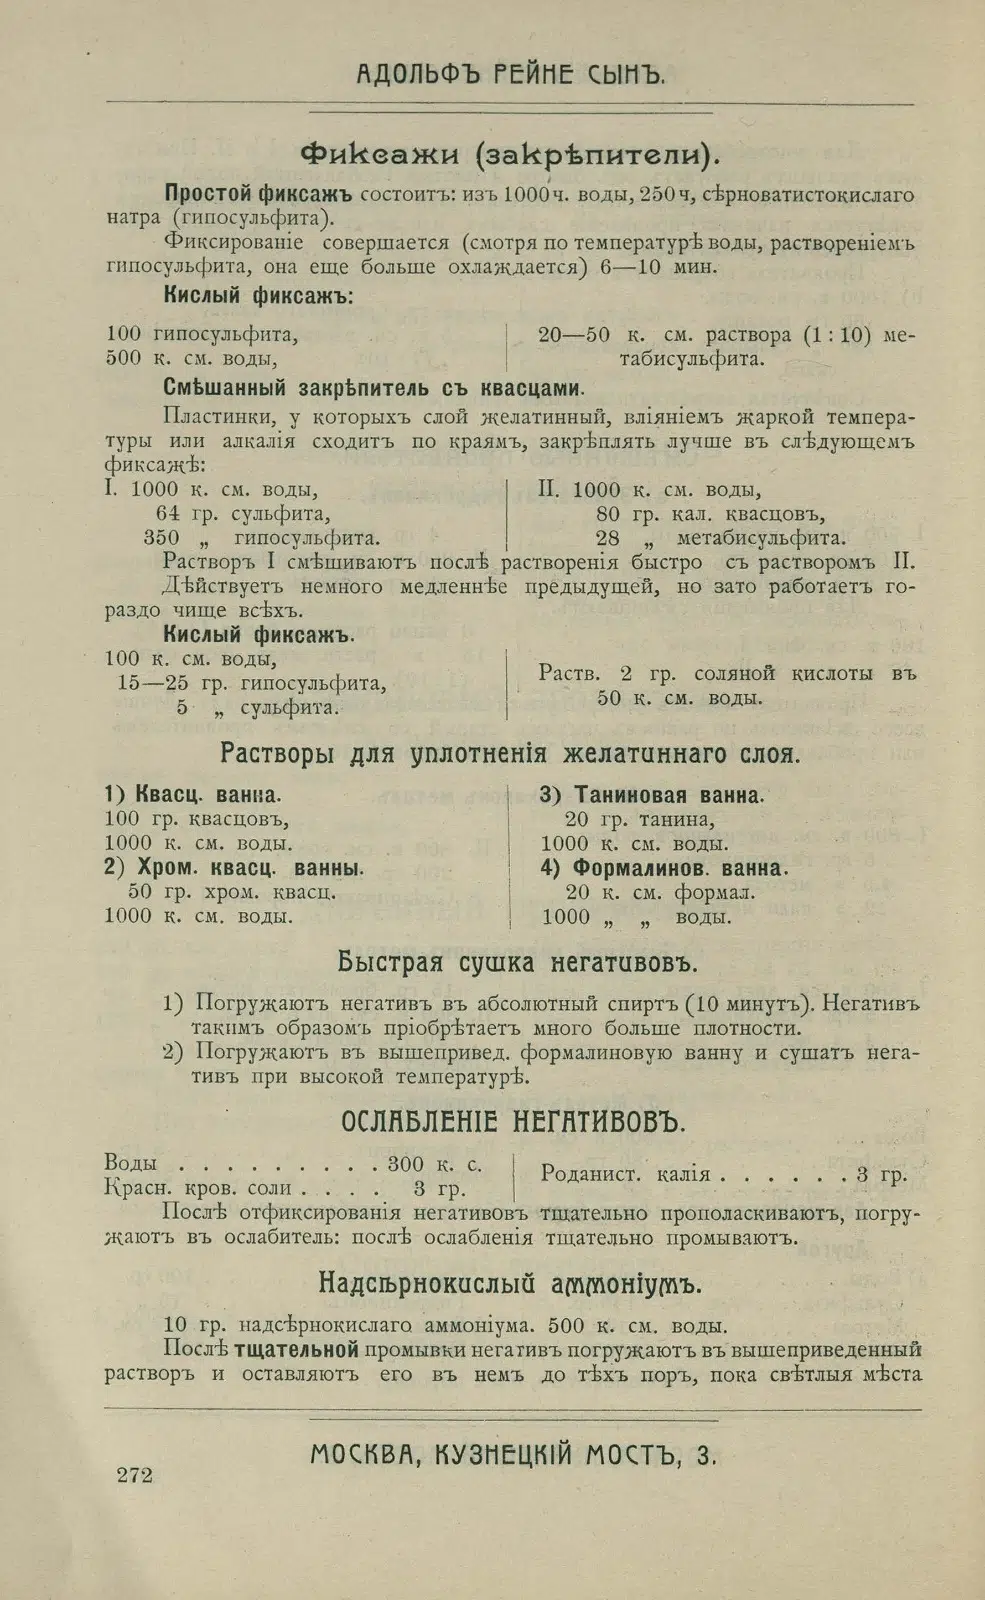 АДОЛЬФЪ РЕЙНЕ СЫНЪ.
Фиксажи (закрѣпители).
Простой фиксажъ состоитъ: изъ 1000 ч. воды, 250 ч, сѣрноватистокислаго
натра (гипосульфита).
Фиксированіе совершается (смотря по температурѣ воды, раствореніемъ
гипосульфита, она еще больше охлаждается) 6—10 мин.
Кислый фиксажъ:
100 гипосульфита,
500 к. см. воды,
20—50 к. см. раствора (1 : 10) ме-
табисульфита.
Смѣшанный закрѣпитель съ квасцами.
Пластинки, у которыхъ слой желатинный, вліяніемъ жаркой темпера-
туры или алкалія сходитъ по краямъ, закрѣплять лучше въ слѣдующемъ
фиксажѣ:
I. 1000 к. см. воды,
64 гр. сульфита,
350 „ гипосульфита.
II. 1000 к. см. воды,
80 гр. кал. квасцовъ,
28 „ метабисульфита.
Растворъ I смѣшиваютъ послѣ растворенія быстро съ растворомъ II.
Дѣйствуетъ немного медленнѣе предыдущей, но зато работаетъ го-
раздо чище всѣхъ.
Кислый фиксажъ.
100 к. см. воды,
15—25 гр. гипосульфита,
5 „ сульфита.
Раств. 2 гр. соляной кислоты въ
50 к. см. воды.
Растворы для уплотненія желатиннаго слоя.
1) Квасц. ванна.
100 гр. квасцовъ,
1000 к. см. воды.
2) Хром. квасц. ванны.
50 гр. хром. квасц.
1000 к. см. воды.
3) Таниновая ванна.
20 гр. танина,
1000 к. см. воды.
4) Формалинов. ванна.
20 к. см. формал.
1000 „ „ воды.
Быстрая сушка негативовъ.
1) Погружаютъ негативъ въ абсолютный спиртъ (10 минутъ). Негативъ
такимъ образомъ пріобрѣтаетъ много больше плотности.
2) Погружаютъ въ вышепривед. формалиновую ванну и сушатъ нега-
тивъ при высокой температурѣ.
ОСЛАБЛЕНІЕ НЕГАТИВОВЪ.
Воды . . . . . . . . . 300 к. с.
Красн. кров. соли . . . . 3 гр.
Роданист. калія . . . . . . 3 гр.
Послѣ отфиксированія негативовъ тщательно прополаскиваютъ, погру-
жаютъ въ ослабитель: послѣ ослабленія тщательно промываютъ.
Надсѣрнокислый аммоніумъ.
10 гр. надсѣрнокислаго аммоніума. 500 к. см. воды.
Послѣ тщательной промывки негативъ погружаютъ въ вышеприведенный
растворъ и оставляютъ его въ немъ до тѣхъ поръ, пока свѣтлыя мѣста
МОСКВА, КУЗНЕЦКІЙ МОСТЪ, 3.
272